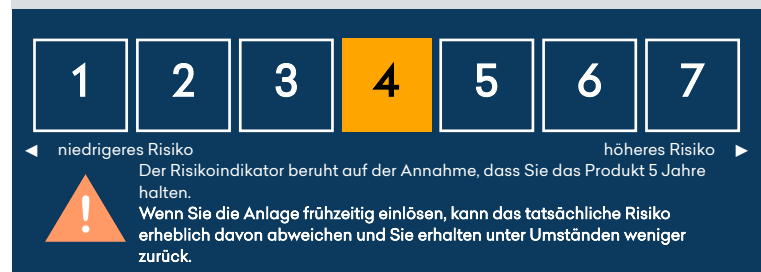 1 2 3 4 5 6 7
◄ niedrigeres Risiko höheres Risiko ►
Der Risikoindikator beruht auf der Annahme, dass Sie das Produkt 5 Jahre
halten.
Wenn Sie die Anlage frühzeitig einlösen, kann das tatsächliche Risiko
erheblich davon abweichen und Sie erhalten unter Umständen weniger
zurück.